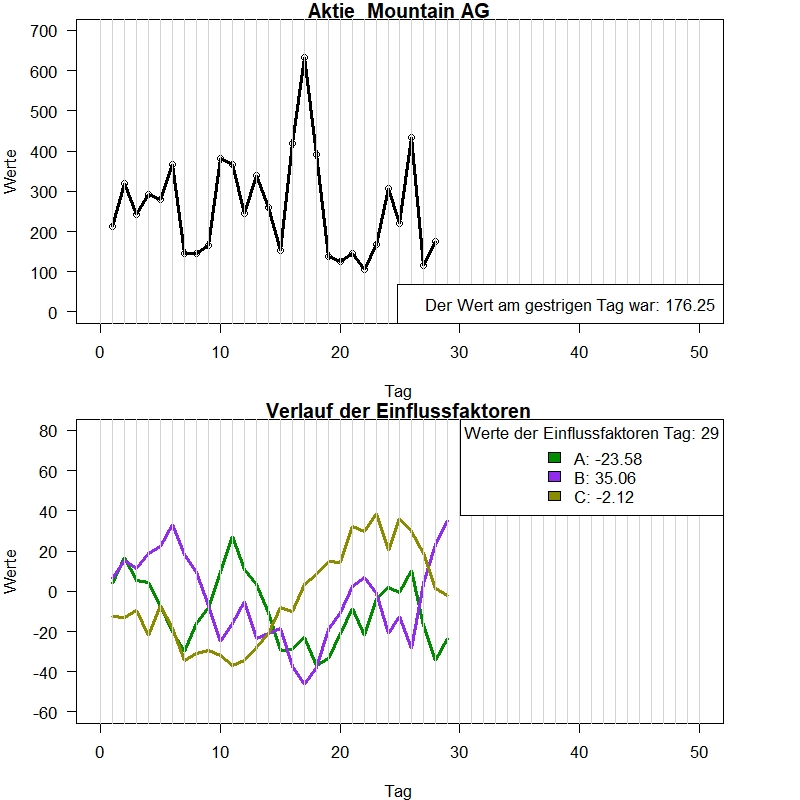 Aktie  Mountain AG
Werte
700
600
500
400
300
200
100
0
Der Wert am gestrigen Tag war: 176.25
0 10 20 30 40 50
Tag
Verlauf der Einflussfaktoren
Werte
80
60
40
20
0
-20
-40
-60
Werte der Einflussfaktoren Tag: 29
A: -23.58
B: 35.06
C: -2.12
0 10 20 30 40 50
Tag